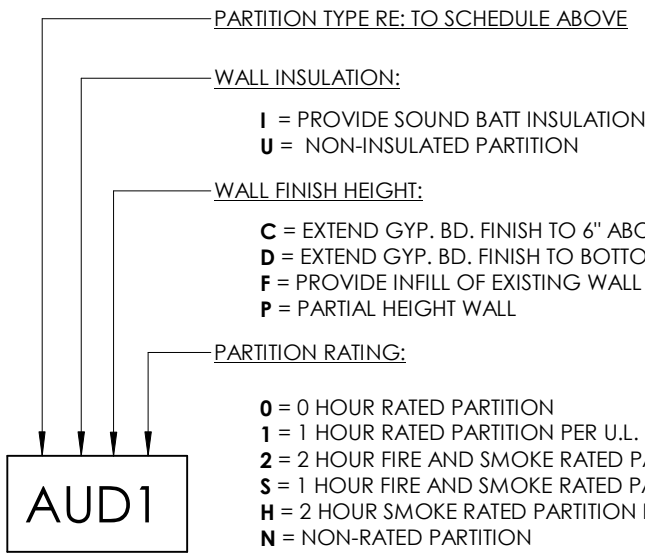 PARTITION TYPE RE: TO SCHEDULE ABOVE
WALL INSULATION:
I = PROVIDE SOUND BATT INSULATION
U = NON-INSULATED PARTITION
WALL FINISH HEIGHT:
C = EXTEND GYP. BD. FINISH TO 6" ABO
D = EXTEND GYP. BD. FINISH TO BOTTO
F = PROVIDE INFILL OF EXISTING WALL
P = PARTIAL HEIGHT WALL
PARTITION RATING:
0 = 0 HOUR RATED PARTITION
1 = 1 HOUR RATED PARTITION PER U.L.
2 = 2 HOUR FIRE AND SMOKE RATED PA
S = 1 HOUR FIRE AND SMOKE RATED PA
H = 2 HOUR SMOKE RATED PARTITION
N = NON-RATED PARTITION
AUD1